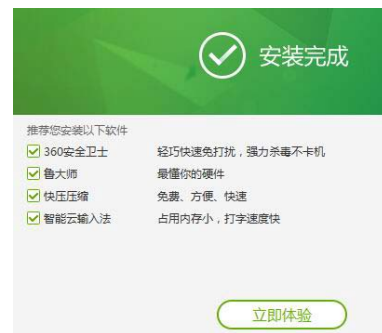 安装完成
推荐您安装以下软件
360安全卫士 轻巧快速免打扰，强力杀毒不卡机
鲁大师 最懂你的硬件
快压压缩 免费、方便、快速
智能云输入法 占用内存小，打字速度快
立即体验